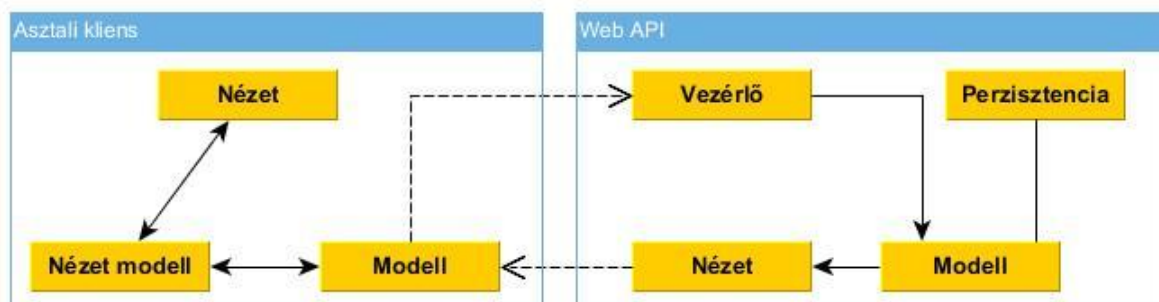 Asztali kliens
Web API
Nézet
Vezérlő
Perzisztencia
Nézet modell
Modell
Nézet
Modell